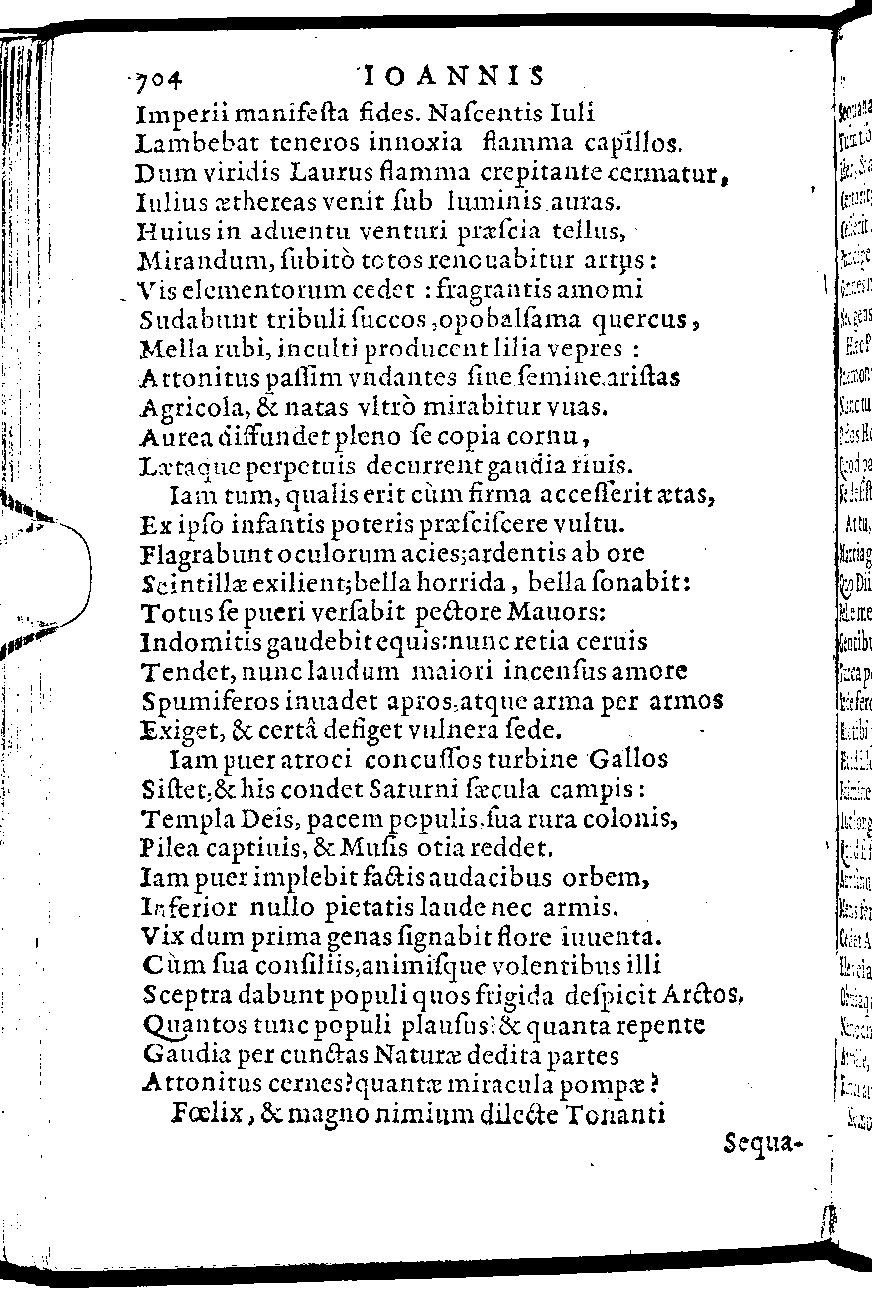 704 IOANNIS
Imperii manifeſta fides. Naſcentis Iuli
Lambebat teneros innoxia flamma capillos.
Dum viridis Laurus flamma crepitante cermatur,
Iulius æthereas venit ſub luminis auras.
Huius in aduentu venturi præſcia tellus,
Mirandum, ſubitò totos renouabitur artus:
Vis elementorum cedet : fragrantis amomi
Sudabunt tribuli ſuccos, opobalſama quercus,
Mella rubi, inculti producent lilia vepres :
Attonitus paſſim vndantes ſine ſemine ariſtas
Agricola, & natas vltrò mirabitur vuas.
Aurea diffundet pleno ſe copia cornu,
Lætaque perpetuis decurrent gaudia riuis.
Iam tum, qualis erit cùm firma acceſſerit ætas,
Ex ipſo infantis poteris præſciſcere vultu.
Flagrabunt oculorum acies; ardentis ab ore
Scintillæ exilient; bella horrida, bella ſonabit:
Totus ſe pueri verſabit pectore Mauors:
Indomitis gaudebit equis: nunc retia ceruis
Tendet, nunc laudum maiori incenſus amore
Spumiferos inuadet apros, atque arma per armos
Exiget, & certâ defiget vulnera ſede.
Iam puer atroci concuſſos turbine Gallos
Siſtet, & his condet Saturni ſæcula campis:
Templa Deis, pacem populis, ſua rura colonis,
Pilea captiuis, & Muſis otia reddet.
Iam puer implebit factis audacibus orbem,
Inferior nullo pietatis laude nec armis.
Vix dum prima genas ſignabit flore iuuenta.
Cùm ſua conſiliis, animiſque volentibus illi
Sceptra dabunt populi quos frigida deſpicit Arctos,
Quantos tunc populi plauſus: & quanta repente
Gaudia per cunctas Naturæ dedita partes
Attonitus cernes? quantæ miracula pompæ?
Fœlix, & magno nimium dilecte Tonanti
Sequa-